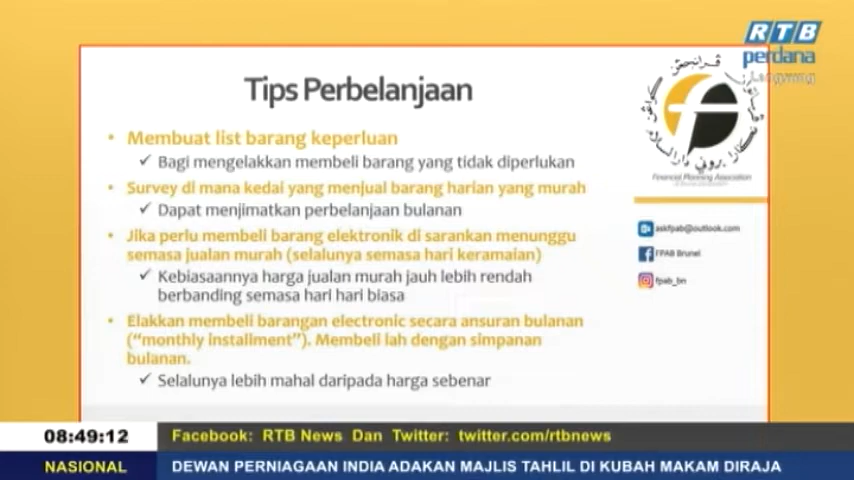 RTB
perdana
Langsung
Tips Perbelanjaan
• Membuat list barang keperluan
✓ Bagi mengelakkan membeli barang yang tidak diperlukan
• Survey di mana kedai yang menjual barang harian yang murah
✓ Dapat menjimatkan perbelanjaan bulanan
• Jika perlu membeli barang elektronik di sarankan menunggu
semasa jualan murah (selalunya semasa hari keramaian)
✓ Kebiasaannya harga jualan murah jauh lebih rendah
berbanding semasa hari hari biasa
• Elakkan membeli barangan electronic secara ansuran bulanan
("monthly installment"). Membeli lah dengan simpanan
bulanan.
✓ Selalunya lebih mahal daripada harga sebenar
f
Financial Planning Association
askfpab@outlook.com
FPAB Brunei
fpab_bn
08:49:12
Facebook: RTB News Dan Twitter: twitter.com/rtbnews
NASIONAL
DEWAN PERNIAGAAN INDIA ADAKAN MAJLIS TAHLIL DI KUBAH MAKAM DIRAJA